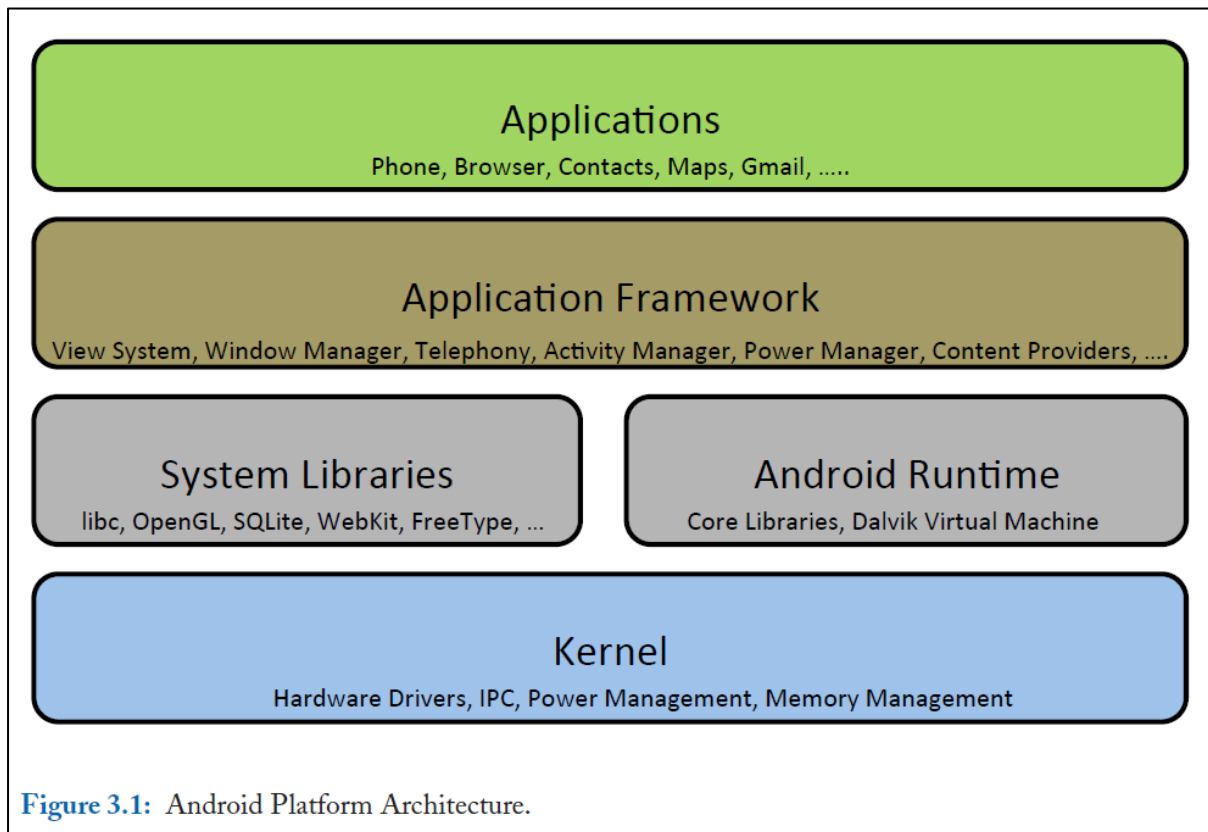 Applications
Phone, Browser, Contacts, Maps, Gmail, .....
Application Framework
View System, Window Manager, Telephony, Activity Manager, Power Manager, Content Providers, ....
System Libraries
libc, OpenGL, SQLite, WebKit, FreeType, ...
Android Runtime
Core Libraries, Dalvik Virtual Machine
Kernel
Hardware Drivers, IPC, Power Management, Memory Management
Figure 3.1: Android Platform Architecture.